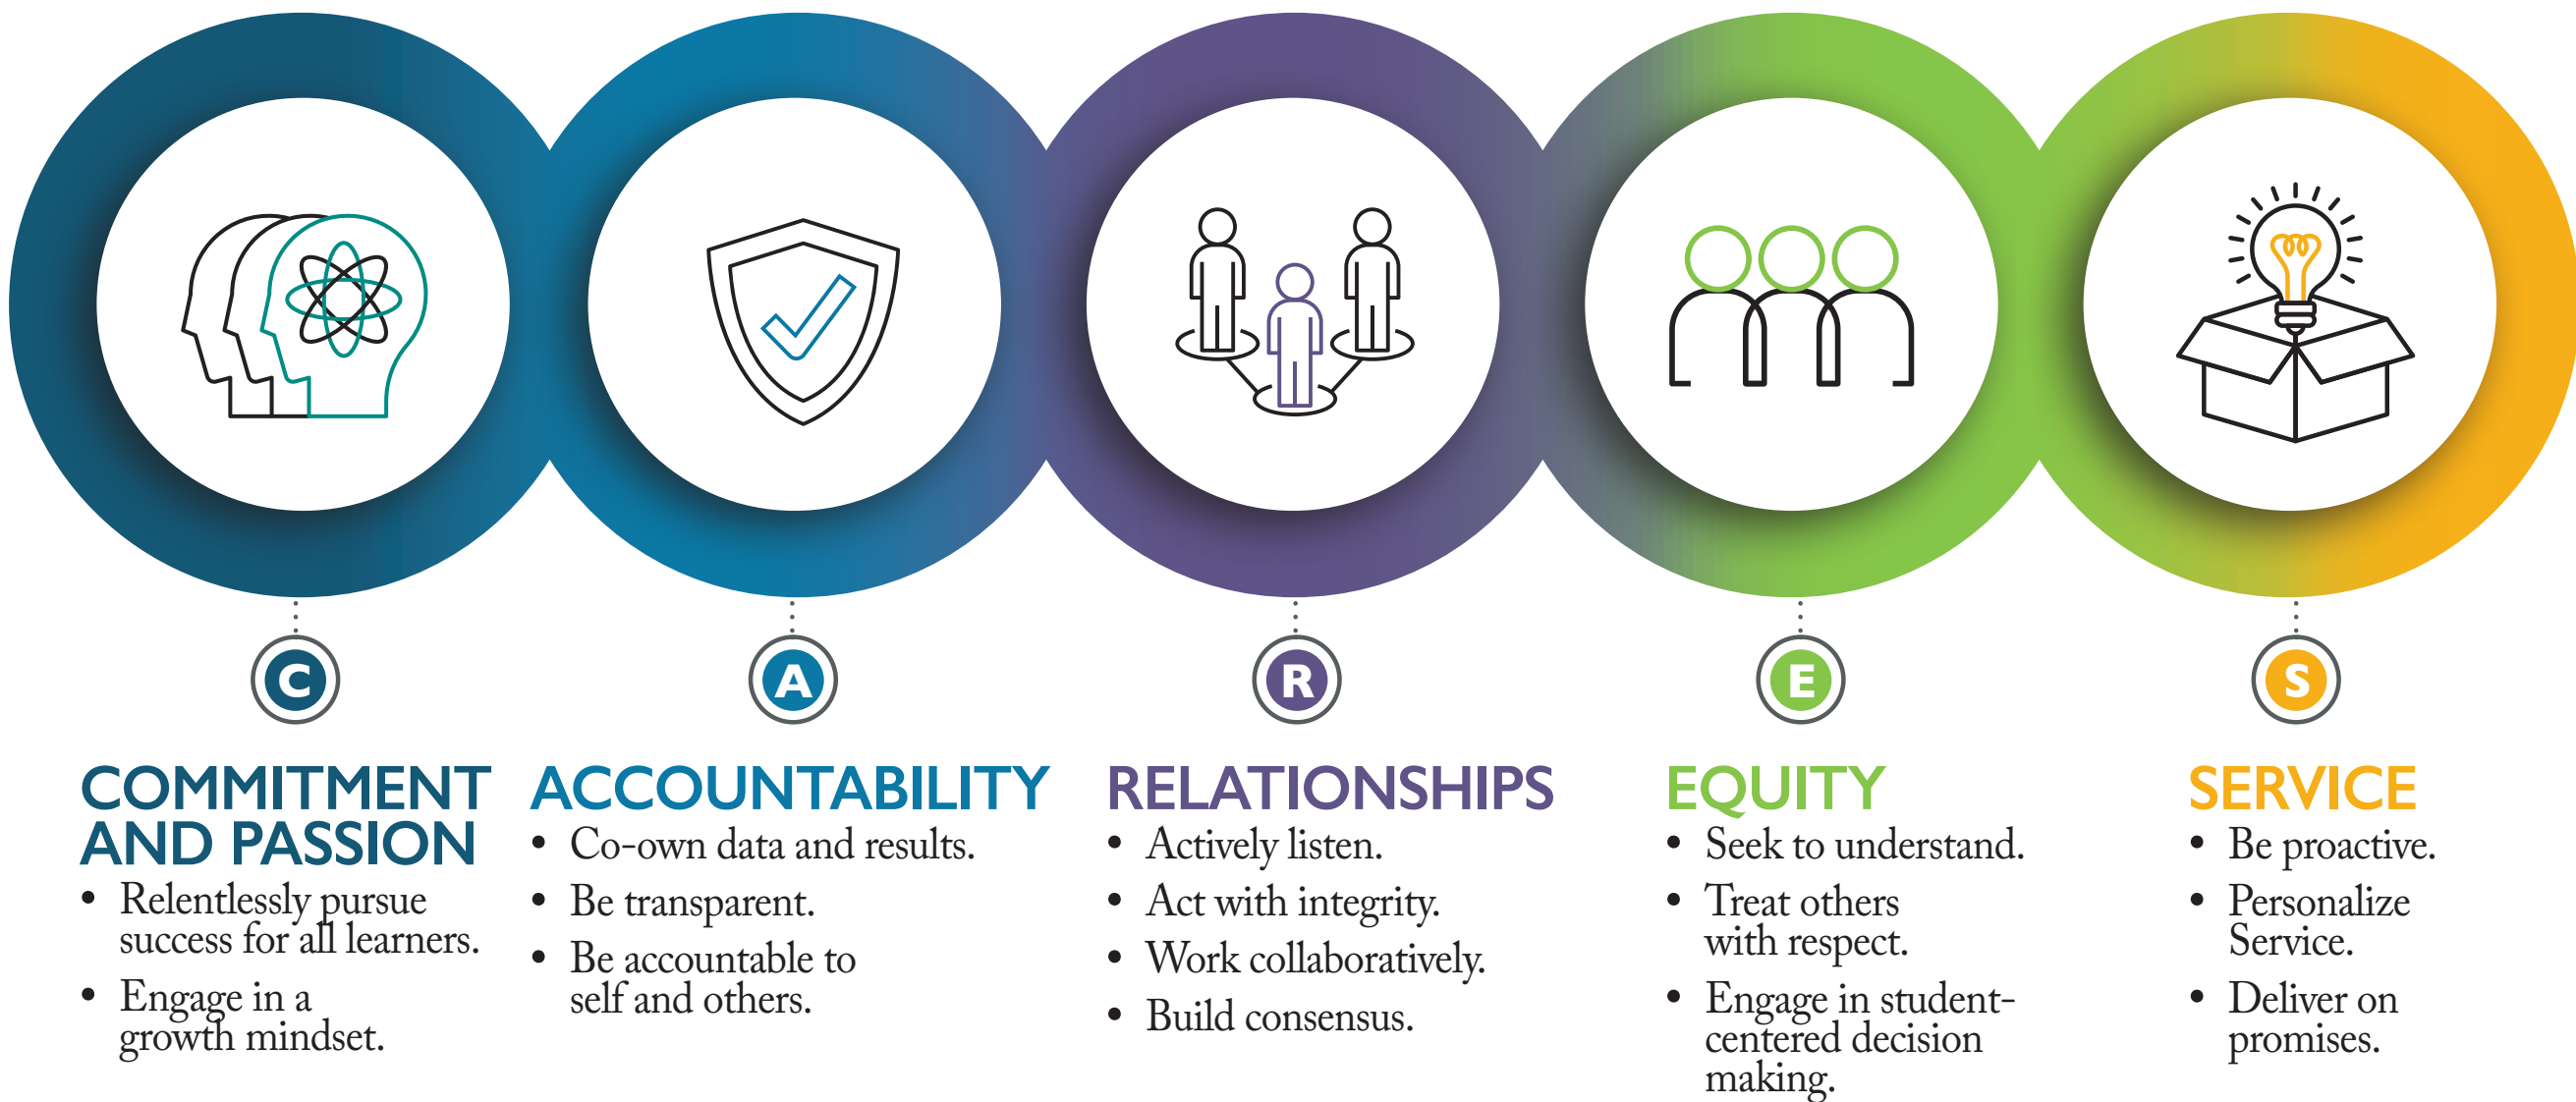 C
COMMITMENT
AND PASSION
• Relentlessly pursue
success for all learners.
• Engage in a
growth mindset.
A
ACCOUNTABILITY
• Co-own data and results.
• Be transparent.
• Be accountable to
self and others.
R
RELATIONSHIPS
• Actively listen.
• Act with integrity.
• Work collaboratively.
• Build consensus.
E
EQUITY
• Seek to understand.
• Treat others
with respect.
• Engage in student-
centered decision
making.
S
SERVICE
• Be proactive.
• Personalize
Service.
• Deliver on
promises.